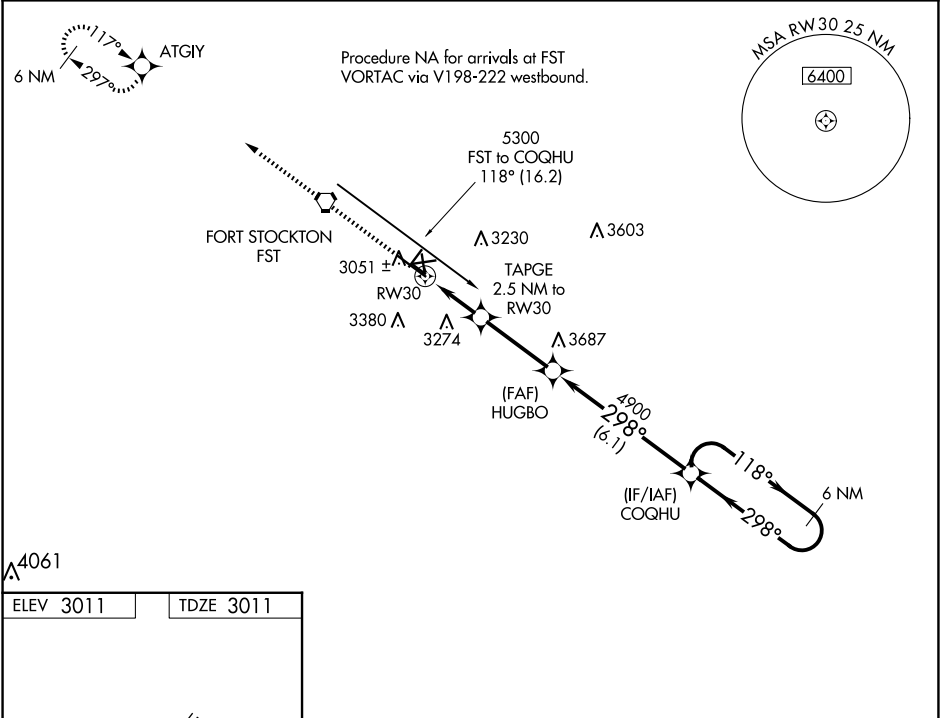 117°
297°
6 NM
ATGIY
Procedure NA for arrivals at FST
VORTAC via V198-222 westbound.
MSA RW30 25 NM
6400
5300
FST to COQHU
118° (16.2)
FORT STOCKTON
FST
3051 ±
RW30
3230
3603
TAPGE
2.5 NM to
RW30
3380
3274
3687
(FAF)
HUGBO
4900
298°
(6.1)
(IF/IAF)
COQHU
118°
298°
6 NM
4061
ELEV 3011
TDZE 3011